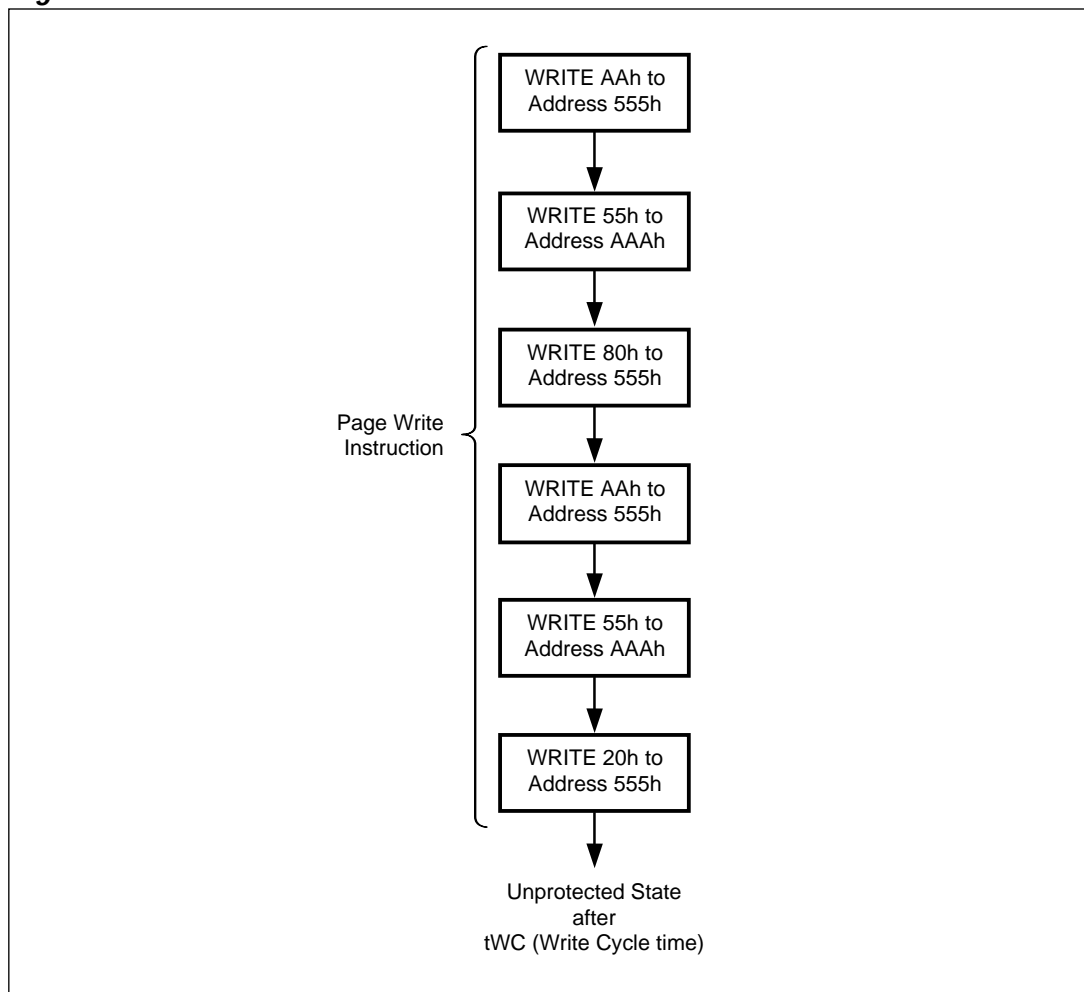 WRITE AAh to
Address 555h
WRITE 55h to
Address AAAh
WRITE 80h to
Address 555h
Page Write
Instruction
WRITE AAh to
Address 555h
WRITE 55h to
Address AAAh
WRITE 20h to
Address 555h
Unprotected State
after
tWC (Write Cycle time)